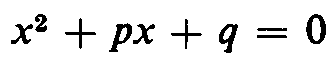 x² + px + q = 0